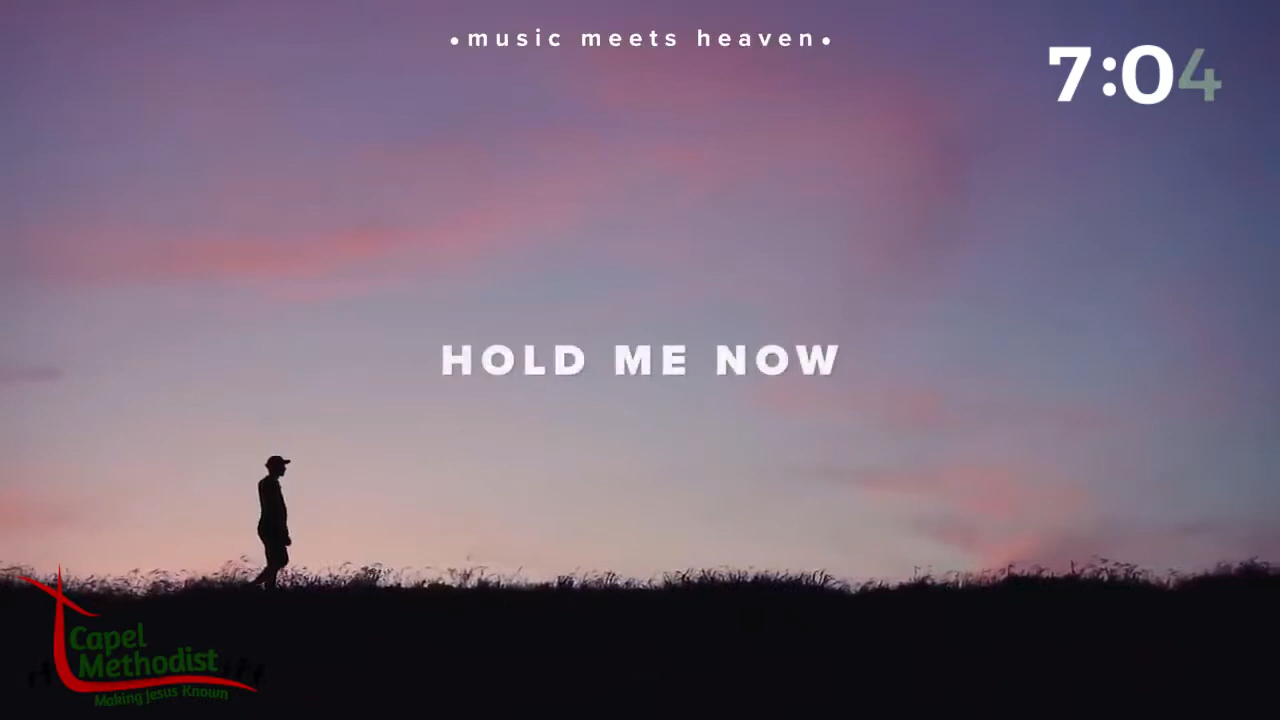 •music meets heaven•
7:04
HOLD ME NOW
Capel
Methodist
Making Jesus Known